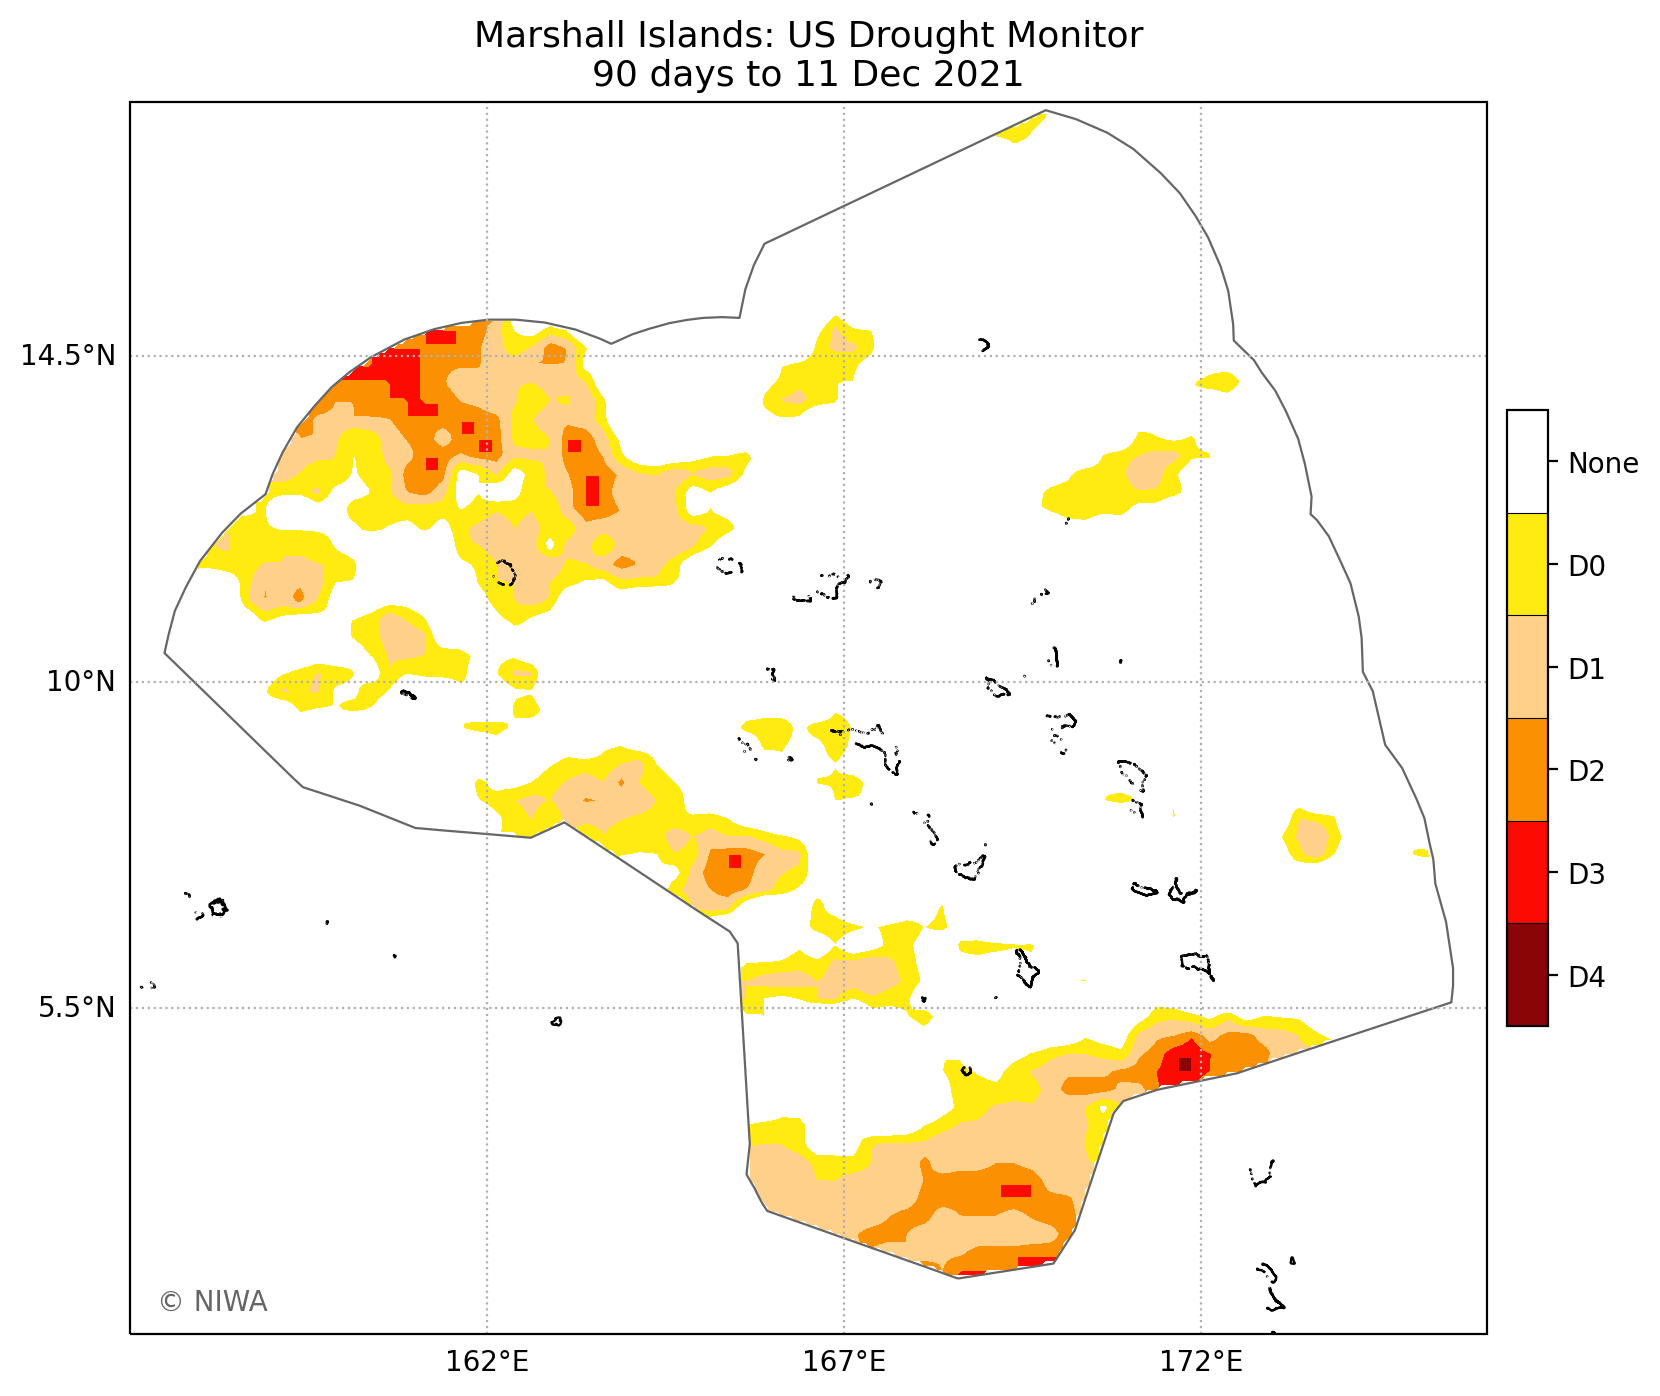 Marshall Islands: US Drought Monitor
90 days to 11 Dec 2021
14.5°N
10°N
5.5°N
162°E
167°E
172°E
None
D0
D1
D2
D3
D4
© NIWA